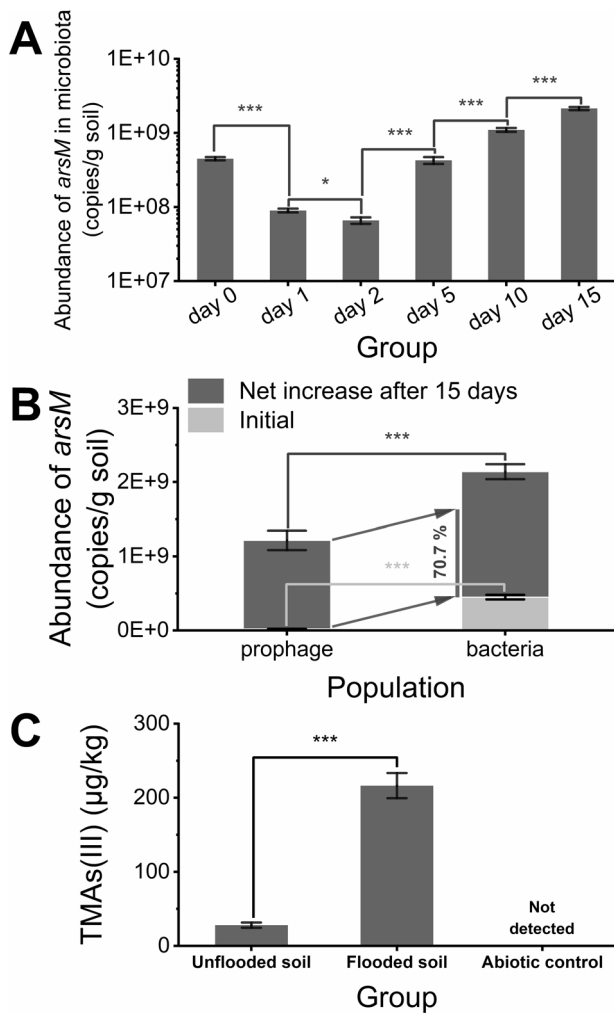 A
Abundance of arsM in microbiota
(copies/g soil)
1E+10
1E+09
1E+08
1E+07
***
*
***
***
***
day 0
day 1
day 2
day 5
day 10
day 15
Group
B
Net increase after 15 days
Initial
Abundance of arsM
(copies/g soil)
3E+9
2E+9
1E+9
0E+0
***
***
70.7 %
prophage
bacteria
Population
C
TMAs(III) (µg/kg)
300
200
100
0
***
Not
detected
Unflooded soil
Flooded soil
Abiotic control
Group